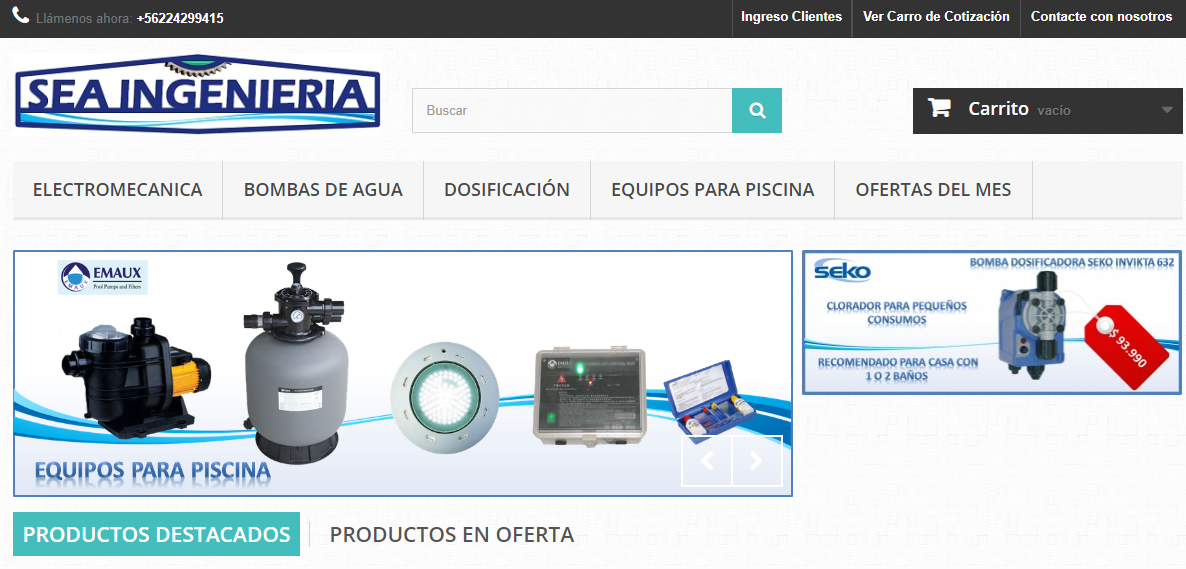 Llámenos ahora: +56224299415
Ingreso Clientes
Ver Carro de Cotización
Contacte con nosotros
SEA INGENIERIA
Buscar
Carrito vacío
ELECTROMECANICA
BOMBAS DE AGUA
DOSIFICACIÓN
EQUIPOS PARA PISCINA
OFERTAS DEL MES
EMAUX
Pool Pumps and Filters
EQUIPOS PARA PISCINA
seko
BOMBA DOSIFICADORA SEKO INVIKTA 632
CLORADOR PARA PEQUEÑOS
CONSUMOS
$ 93.990
RECOMENDADO PARA CASA CON
1 O 2 BAÑOS
PRODUCTOS DESTACADOS
PRODUCTOS EN OFERTA